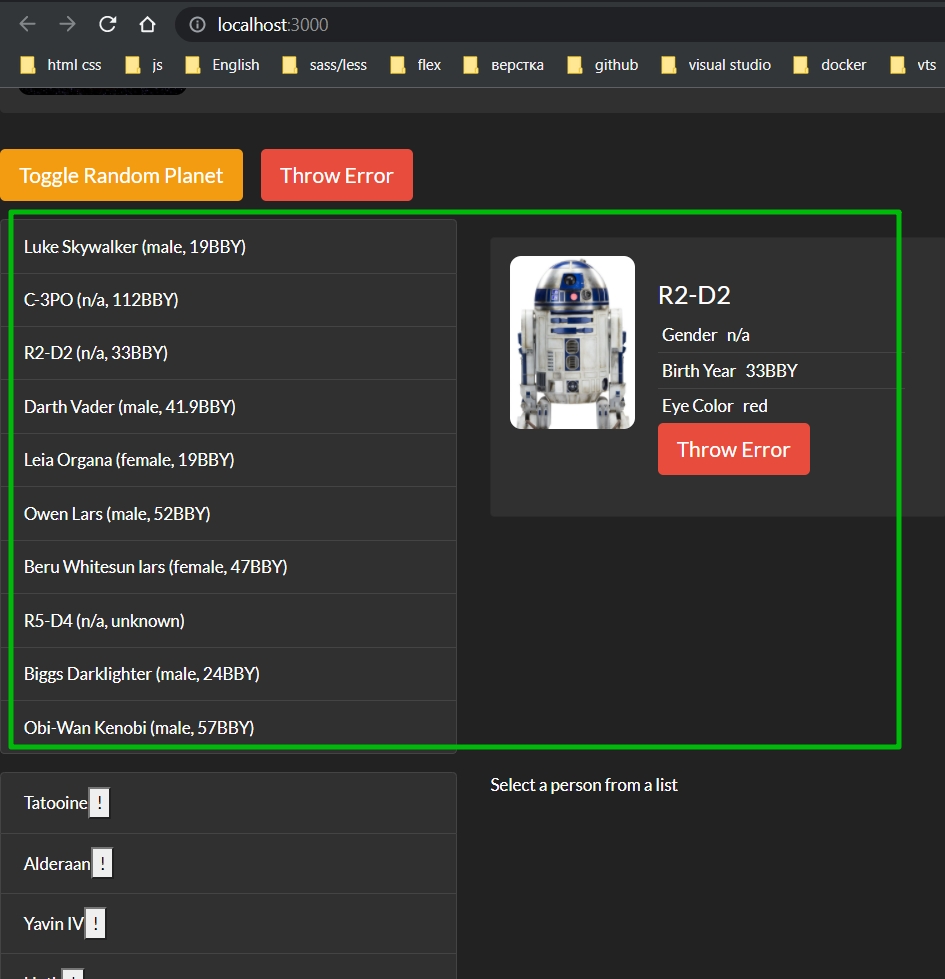 localhost:3000
html css js English sass/less flex верстка github visual studio docker vts
Toggle Random Planet Throw Error
Luke Skywalker (male, 19BBY)
C-3PO (n/a, 112BBY)
R2-D2 (n/a, 33BBY)
Darth Vader (male, 41.9BBY)
Leia Organa (female, 19BBY)
Owen Lars (male, 52BBY)
Beru Whitesun lars (female, 47BBY)
R5-D4 (n/a, unknown)
Biggs Darklighter (male, 24BBY)
Obi-Wan Kenobi (male, 57BBY)
R2-D2
Gender n/a
Birth Year 33BBY
Eye Color red
Throw Error
Tatooine !
Alderaan !
Yavin IV !
Select a person from a list